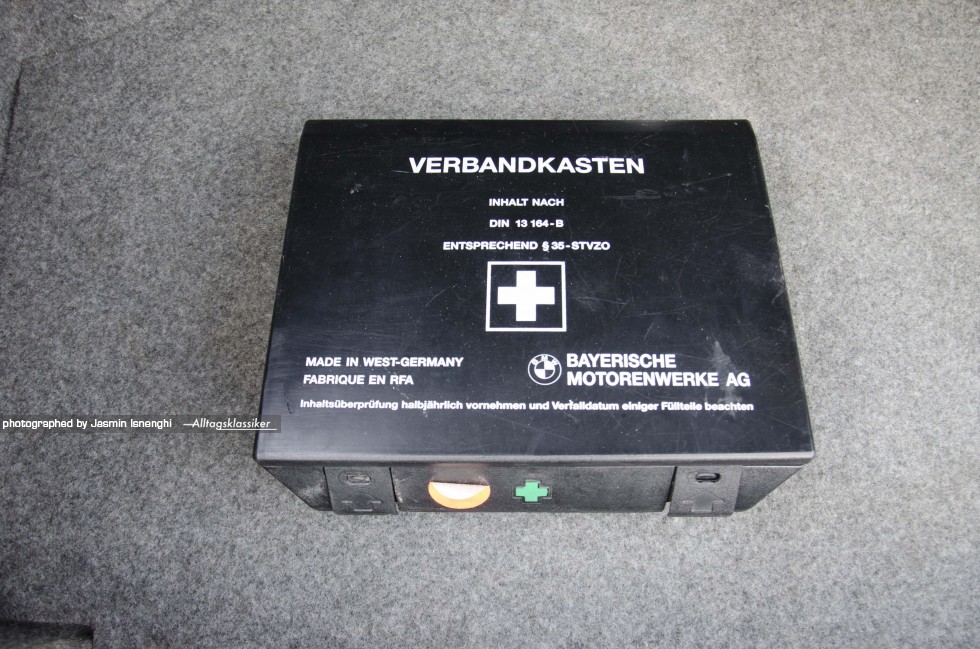 VERBANDKASTEN
INHALT NACH
DIN 13 164-B
ENTSPRECHEND § 35-STVZO
MADE IN WEST-GERMANY
FABRIQUE EN RFA
BAYERISCHE
MOTORENWERKE AG
Inhaltsüberprüfung halbjährlich vornehmen und Verfalldatum einiger Füllteile beachten
photographed by Jasmin Isnenghi —Alltagsklassiker